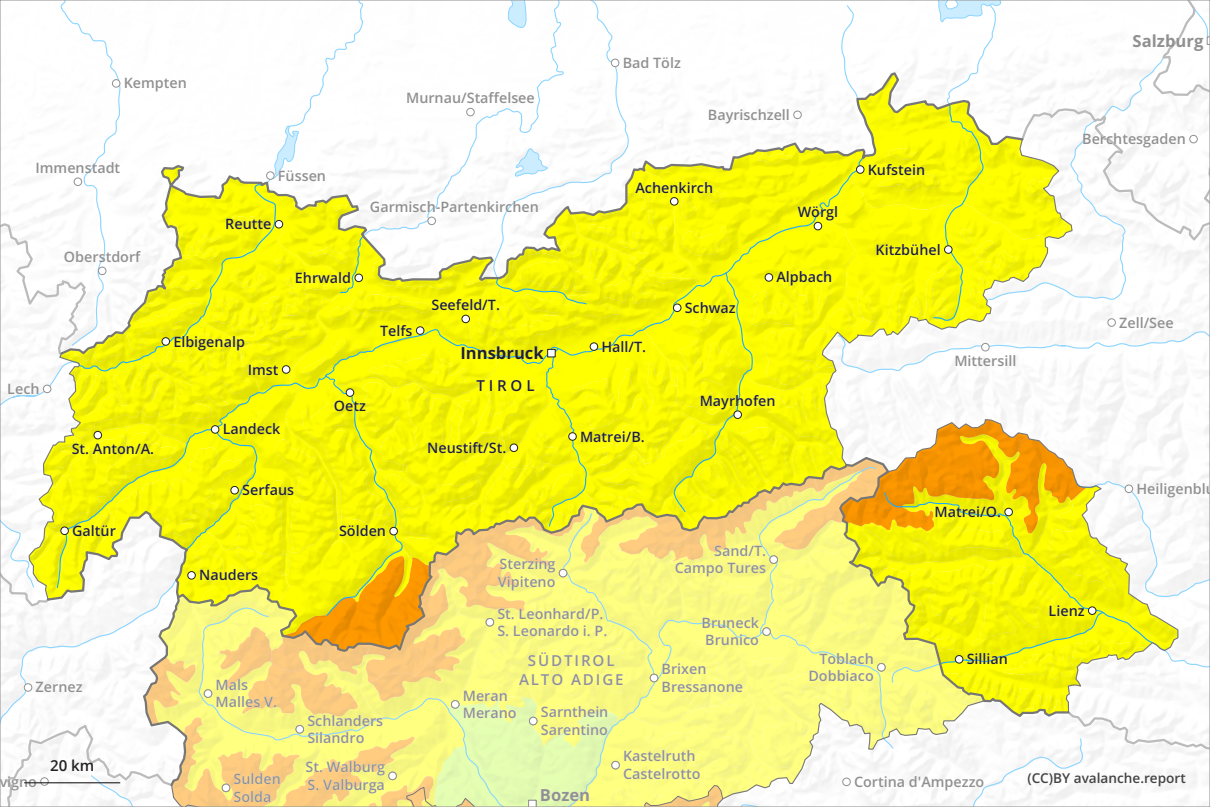 Salzburg
Bad Tölz
Kempten
Murnau/Staffelsee
Bayrischzell
Berchtesgaden
Immenstadt
Füssen
Kufstein
Achenkirch
Garmisch-Partenkirchen
Wörgl
Reutte
Kitzbühel
Oberstdorf
Ehrwald
Alpbach
Seefeld/T.
Schwaz
Telfs
Zell/See
Elbigenalp
Innsbruck
Hall/T.
Mittersill
Imst
TIROL
Lech
Oetz
Mayrhofen
Landeck
St. Anton/A.
Neustift/St.
Matrei/B.
Serfaus
Heiligenblu
Matrei/O.
Galtür
Sölden
Sand/T.
Campo Tures
Sterzing
Vipiteno
Nauders
St. Leonhard/P.
S. Leonardo i. P.
Bruneck
Brunico
Lienz
SÜDTIROL
ALTO ADIGE
Toblach
Dobbiaco
Sillian
Brixen
Bressanone
Zernez
Mals
Malles V.
Meran
Merano
Sarnthein
Sarentino
Schlanders
Silandro
Kastelruth
Castelrotto
20 km
St. Walburg
S. Valburga
vigno
Sulden
Solda
Cortina d'Ampezzo
(CC)BY avalanche.report
Bozen